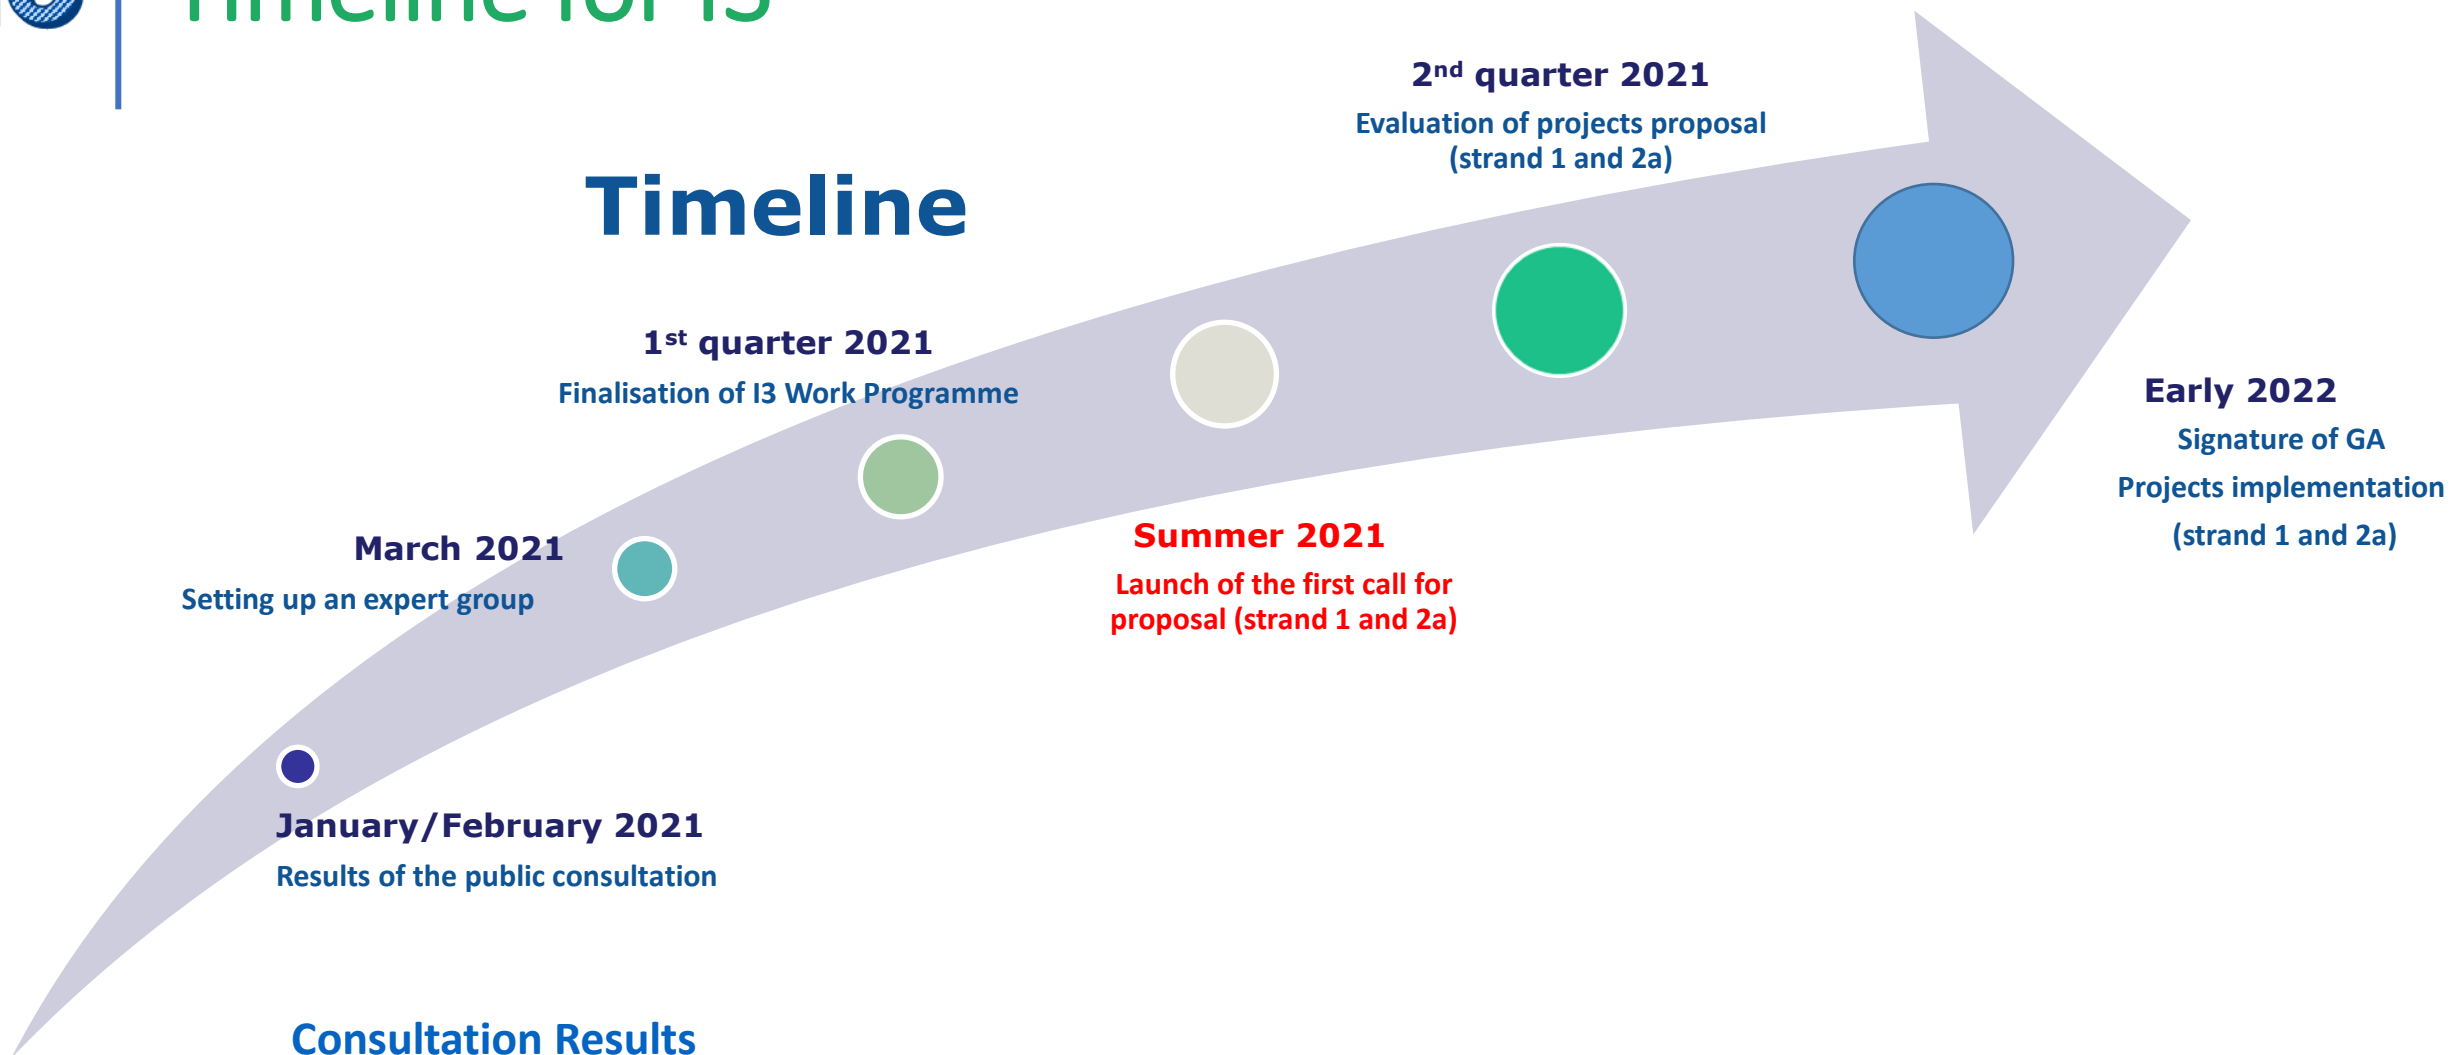 Timeline for I3
Timeline
2nd quarter 2021
Evaluation of projects proposal
(strand 1 and 2a)
1st quarter 2021
Finalisation of I3 Work Programme
March 2021
Setting up an expert group
Summer 2021
Launch of the first call for
proposal (strand 1 and 2a)
Early 2022
Signature of GA
Projects implementation
(strand 1 and 2a)
January/February 2021
Results of the public consultation
Consultation Results